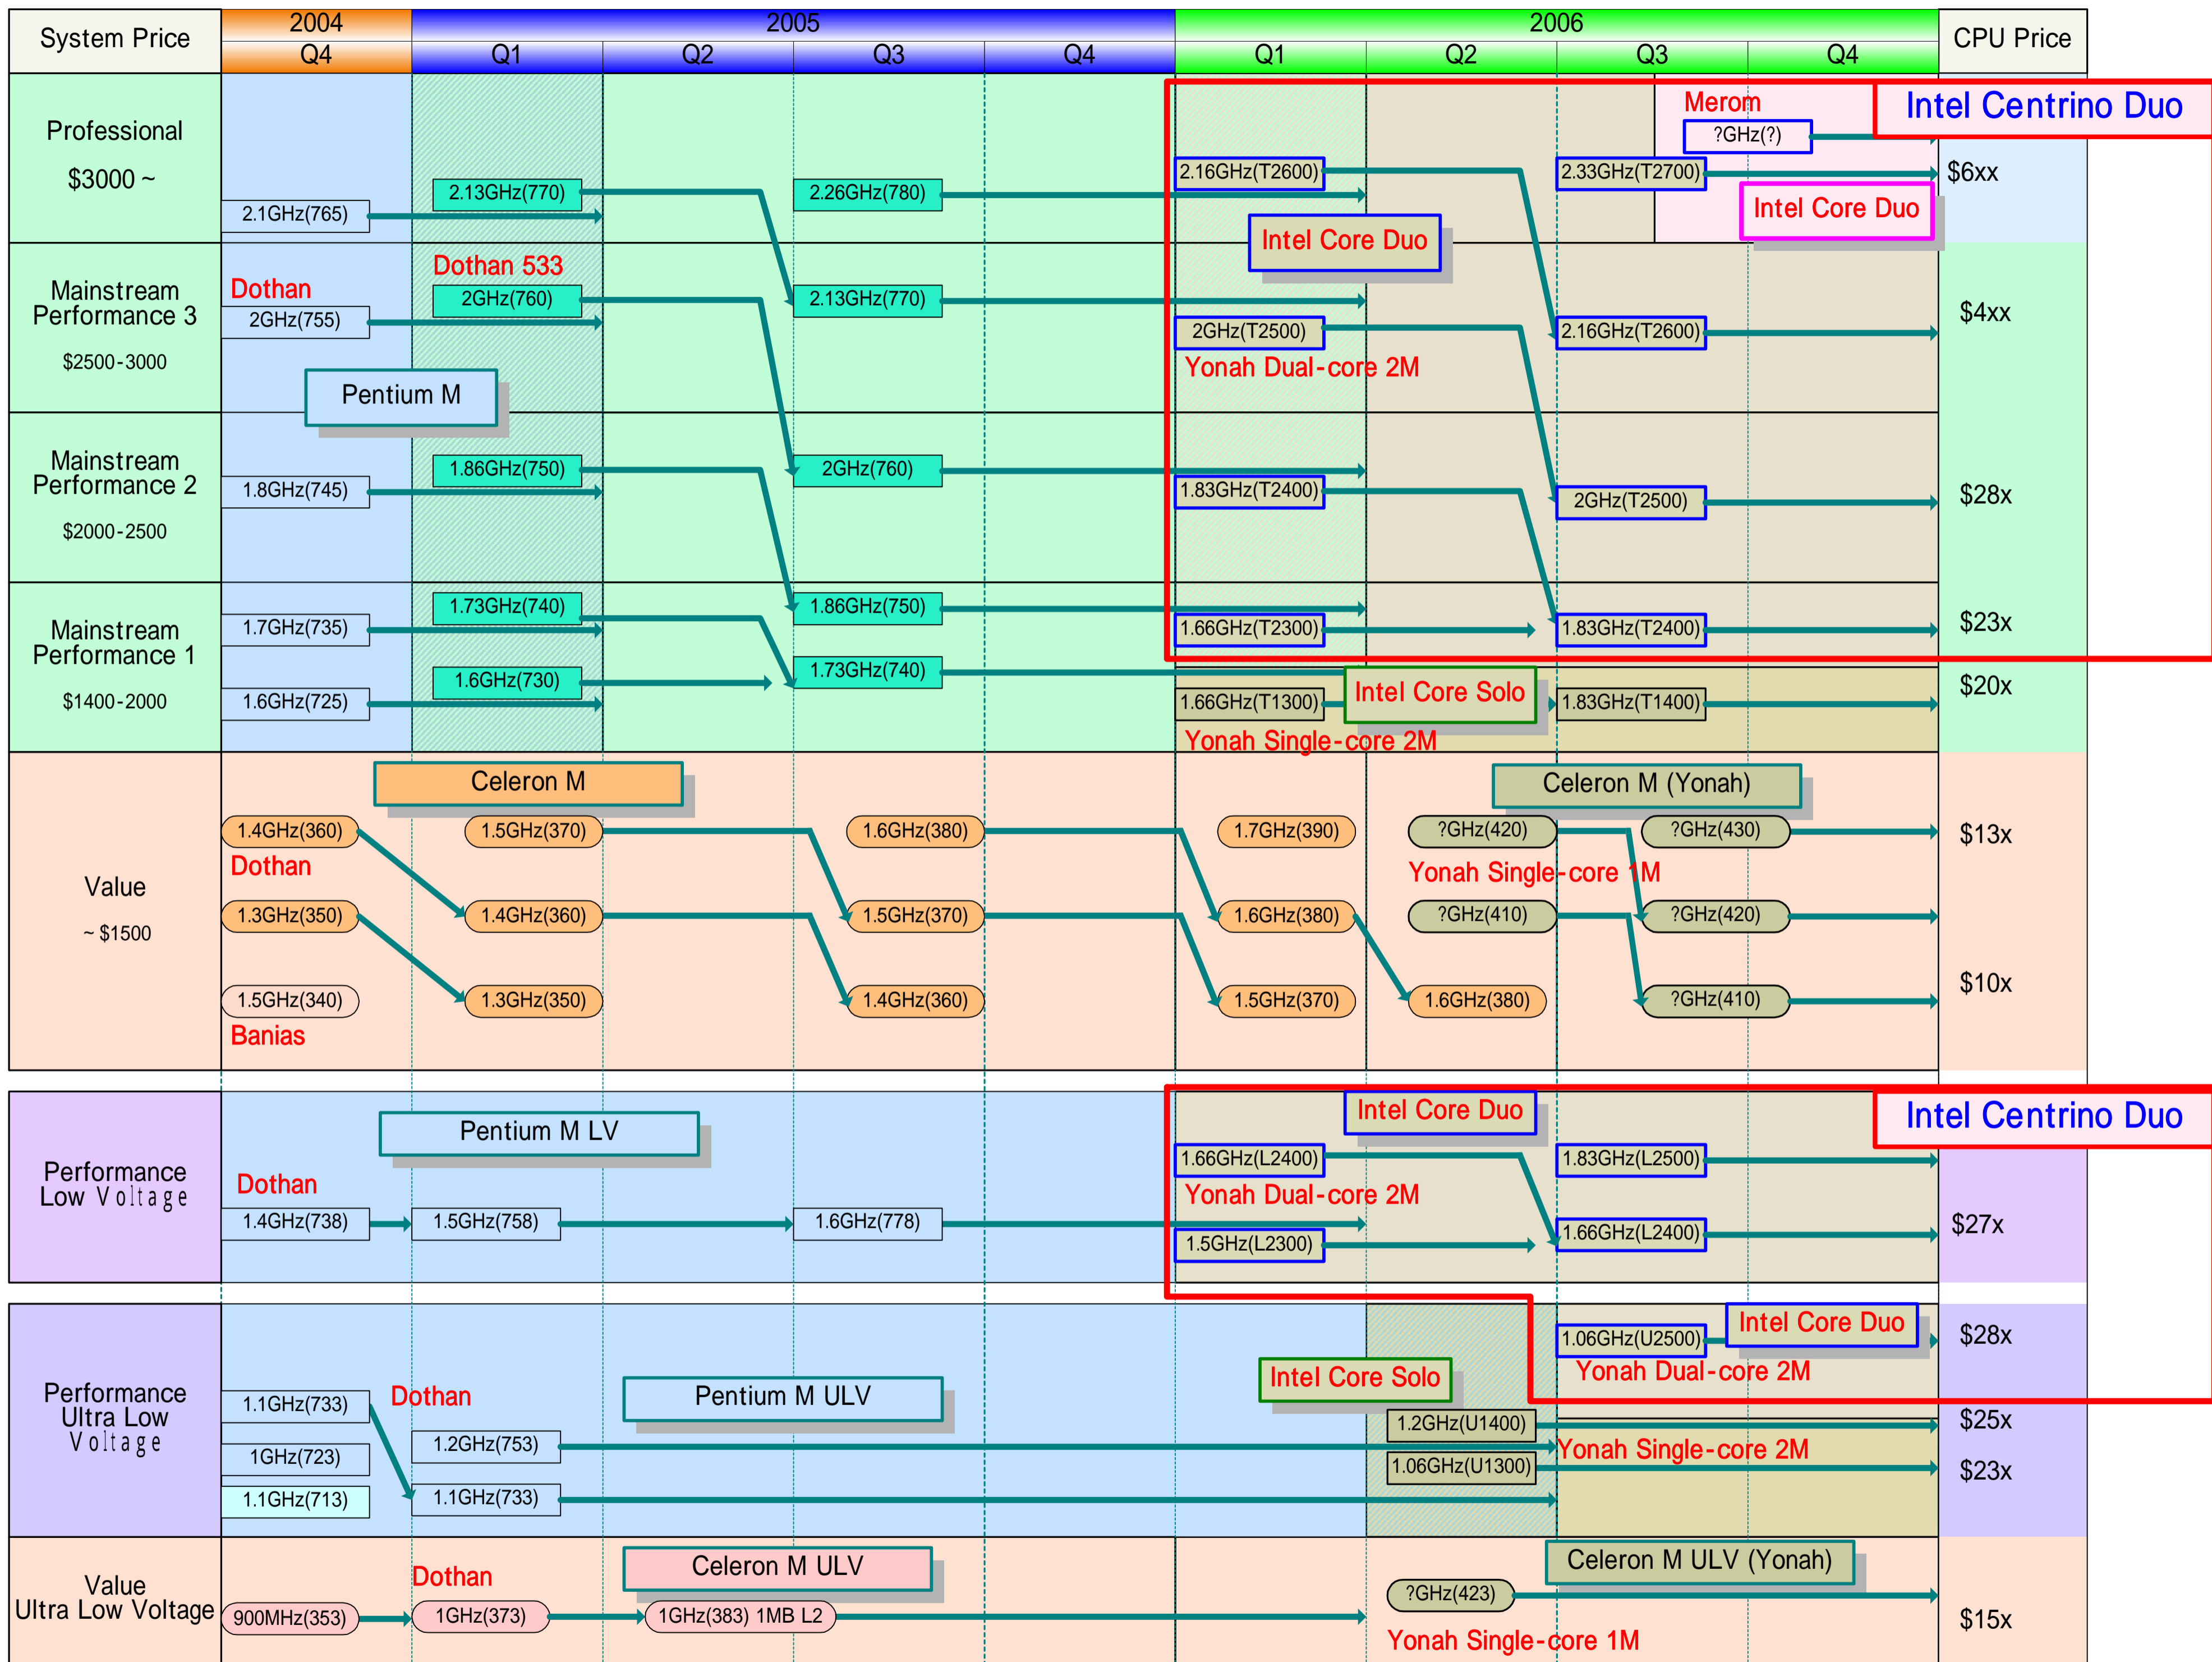 System Price
2004
2005
2006
CPU Price
Q4
Q1
Q2
Q3
Q4
Q1
Q2
Q3
Q4
Professional
$3000 ~
2.1GHz(765)
2.13GHz(770)
2.26GHz(780)
2.16GHz(T2600)
2.33GHz(T2700)
Merom
?GHz(?)
Intel Centrino Duo
Intel Core Duo
Intel Core Duo
$6xx
Mainstream
Performance 3
$2500-3000
Dothan
2GHz(755)
Dothan 533
2GHz(760)
2.13GHz(770)
2GHz(T2500)
Yonah Dual-core 2M
2.16GHz(T2600)
$4xx
Pentium M
Mainstream
Performance 2
$2000-2500
1.8GHz(745)
1.86GHz(750)
2GHz(760)
1.83GHz(T2400)
2GHz(T2500)
$28x
Mainstream
Performance 1
$1400-2000
1.7GHz(735)
1.73GHz(740)
1.86GHz(750)
1.66GHz(T2300)
1.83GHz(T2400)
$23x
1.6GHz(725)
1.6GHz(730)
1.73GHz(740)
1.66GHz(T1300)
Intel Core Solo
1.83GHz(T1400)
$20x
Yonah Single-core 2M
Value
~ $1500
Celeron M
Celeron M (Yonah)
1.4GHz(360)
1.5GHz(370)
1.6GHz(380)
1.7GHz(390)
?GHz(420)
?GHz(430)
$13x
Dothan
Yonah Single-core 1M
1.3GHz(350)
1.4GHz(360)
1.5GHz(370)
1.6GHz(380)
?GHz(410)
?GHz(420)
1.5GHz(340)
1.3GHz(350)
1.4GHz(360)
1.5GHz(370)
1.6GHz(380)
?GHz(410)
$10x
Banias
Performance
Low Voltage
Pentium M LV
Intel Core Duo
Intel Centrino Duo
Dothan
1.66GHz(L2400)
1.83GHz(L2500)
Yonah Dual-core 2M
1.4GHz(738)
1.5GHz(758)
1.6GHz(778)
1.5GHz(L2300)
1.66GHz(L2400)
$27x
Performance
Ultra Low
Voltage
1.06GHz(U2500)
Intel Core Duo
$28x
Yonah Dual-core 2M
Intel Core Solo
Pentium M ULV
Dothan
1.1GHz(733)
1.2GHz(U1400)
$25x
1GHz(723)
1.2GHz(753)
Yonah Single-core 2M
1.06GHz(U1300)
$23x
1.1GHz(713)
1.1GHz(733)
Value
Ultra Low Voltage
Celeron M ULV
Celeron M ULV (Yonah)
Dothan
900MHz(353)
1GHz(373)
1GHz(383) 1MB L2
?GHz(423)
$15x
Yonah Single-core 1M